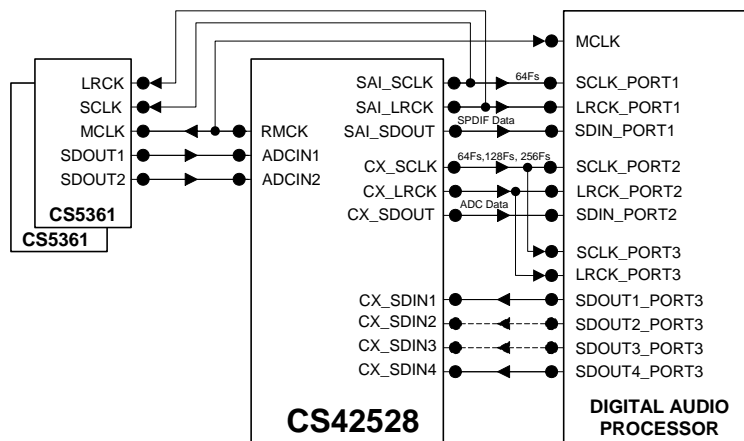 MCLK
LRCK
SCLK
MCLK
SDOUT1
SDOUT2
CS5361
CS5361
RMCK
ADCIN1
ADCIN2
SAI_SCLK
SAI_LRCK
SAI_SDOUT
CX_SCLK
CX_LRCK
CX_SDOUT
CX_SDIN1
CX_SDIN2
CX_SDIN3
CX_SDIN4
CS42528
64Fs
SPDIF Data
64Fs,128Fs, 256Fs
ADC Data
SCLK_PORT1
LRCK_PORT1
SDIN_PORT1
SCLK_PORT2
LRCK_PORT2
SDIN_PORT2
SCLK_PORT3
LRCK_PORT3
SDOUT1_PORT3
SDOUT2_PORT3
SDOUT3_PORT3
SDOUT4_PORT3
DIGITAL AUDIO
PROCESSOR